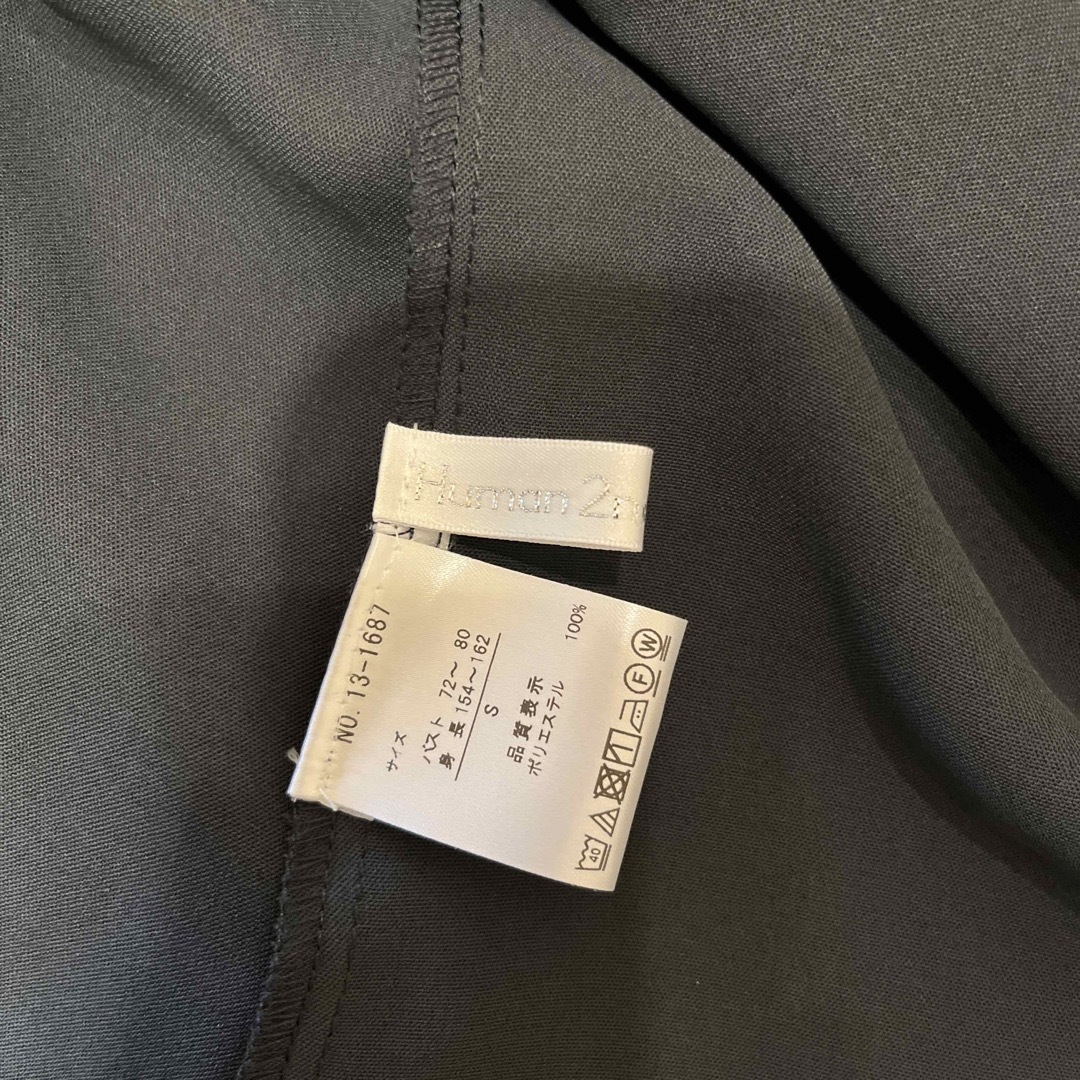 Human
NO.13-1687
サイズ
バスト 72～ 80
身 長 154～162
S
品質表示
ポリエステル 100%
40
F
W